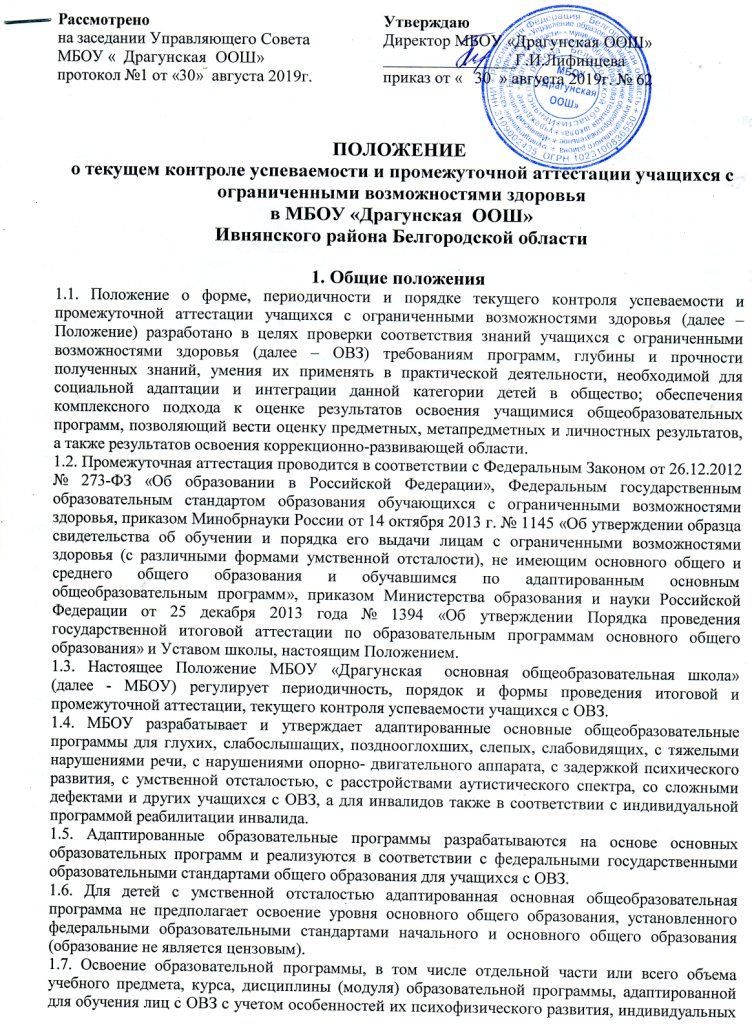 Рассмотрено
на заседании Управляющего Совета
МБОУ «  Драгунская  ООШ»
протокол №1 от «30»  августа 2019г.
Утверждаю
Директор МБОУ «Драгунская ООШ»
Г.И.Лифинцева
приказ от «   30  » августа 2019г. № 62
МБОУ
«Драгунская
ООШ»
ПОЛОЖЕНИЕ
о текущем контроле успеваемости и промежуточной аттестации учащихся с
ограниченными возможностями здоровья
в МБОУ «Драгунская  ООШ»
Ивнянского района Белгородской области
1. Общие положения
1.1. Положение о форме, периодичности и порядке текущего контроля успеваемости и
промежуточной аттестации учащихся с ограниченными возможностями здоровья (далее –
Положение) разработано в целях проверки соответствия знаний учащихся с ограниченными
возможностями здоровья (далее – ОВЗ) требованиям программ, глубины и прочности
полученных знаний, умения их применять в практической деятельности, необходимой для
социальной адаптации и интеграции данной категории детей в общество; обеспечения
комплексного подхода к оценке результатов освоения учащимися общеобразовательных
программ, позволяющий вести оценку предметных, метапредметных и личностных результатов,
а также результатов освоения коррекционно-развивающей области.
1.2. Промежуточная аттестация проводится в соответствии с Федеральным Законом от 26.12.2012
№ 273-ФЗ «Об образовании в Российской Федерации», Федеральным государственным
образовательным стандартом образования обучающихся с ограниченными возможностями
здоровья, приказом Минобрнауки России от 14 октября 2013 г. № 1145 «Об утверждении образца
свидетельства об обучении и порядка его выдачи лицам с ограниченными возможностями
здоровья (с различными формами умственной отсталости), не имеющим основного общего и
среднего общего образования и обучавшимся по адаптированным основным
общеобразовательным программ», приказом Министерства образования и науки Российской
Федерации от 25 декабря 2013 года № 1394 «Об утверждении Порядка проведения
государственной итоговой аттестации по образовательным программам основного общего
образования» и Уставом школы, настоящим Положением.
1.3. Настоящее Положение МБОУ «Драгунская  основная общеобразовательная школа»
(далее - МБОУ) регулирует периодичность, порядок и формы проведения итоговой и
промежуточной аттестации, текущего контроля успеваемости учащихся с ОВЗ.
1.4. МБОУ разрабатывает и утверждает адаптированные основные общеобразовательные
программы для глухих, слабослышащих, позднооглохших, слепых, слабовидящих, с тяжелыми
нарушениями речи, с нарушениями опорно- двигательного аппарата, с задержкой психического
развития, с умственной отсталостью, с расстройствами аутистического спектра, со сложными
дефектами и других учащихся с ОВЗ, а для инвалидов также в соответствии с индивидуальной
программой реабилитации инвалида.
1.5. Адаптированные образовательные программы разрабатываются на основе основных
образовательных программ и реализуются в соответствии с федеральными государственными
образовательными стандартами общего образования для учащихся с ОВЗ.
1.6. Для детей с умственной отсталостью адаптированная основная общеобразовательная
программа не предполагает освоение уровня основного общего образования, установленного
федеральными образовательными стандартами начального и основного общего образования
(образование не является цензовым).
1.7. Освоение образовательной программы, в том числе отдельной части или всего объема
учебного предмета, курса, дисциплины (модуля) образовательной программы, адаптированной
для обучения лиц с ОВЗ с учетом особенностей их психофизического развития, индивидуальных